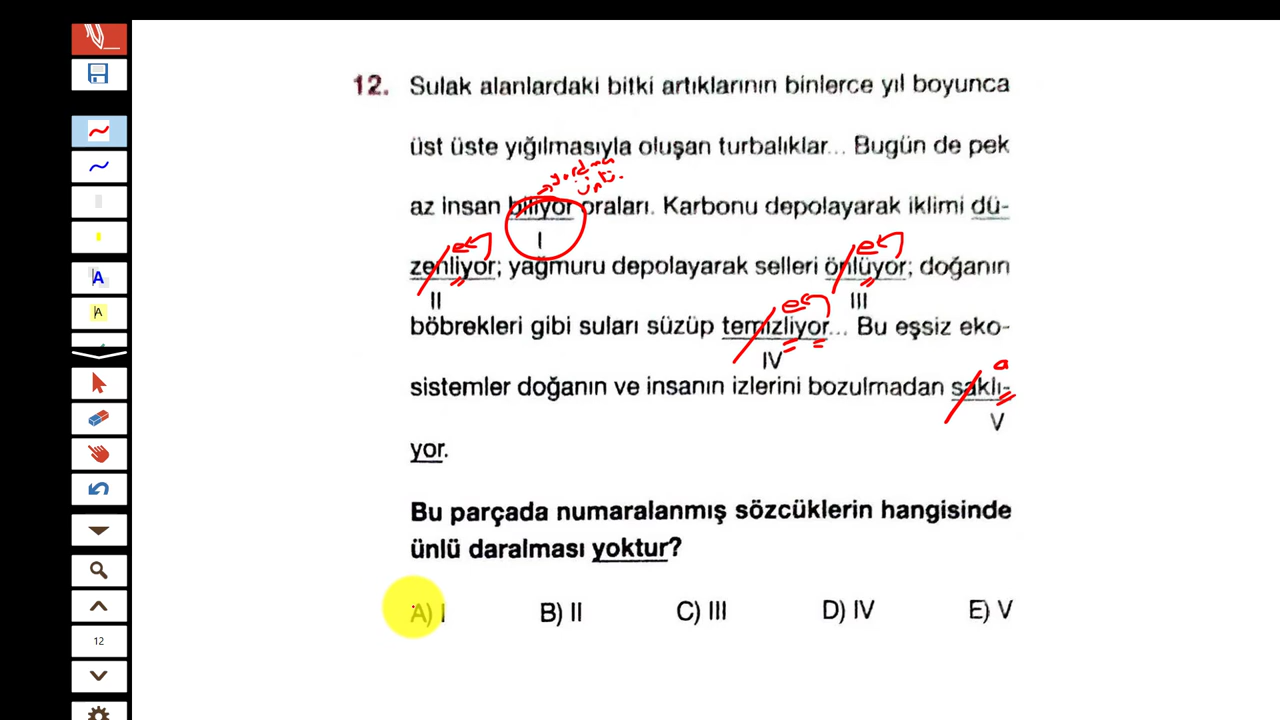 12. Sulak alanlardaki bitki artıklarının binlerce yıl boyunca
üst üste yığılmasıyla oluşan turbalıklar... Bugün de pek
yardımcı
ünlü.
az insan biliyor oraları. Karbonu depolayarak iklimi dü-
I
e e
zenliyor; yağmuru depolayarak selleri önlüyor; doğanın
II III
e
böbrekleri gibi suları süzüp temizliyor... Bu eşsiz eko-
IV
a
sistemler doğanın ve insanın izlerini bozulmadan saklı-
V
yor.
Bu parçada numaralanmış sözcüklerin hangisinde
ünlü daralması yoktur?
A) I B) II C) III D) IV E) V
A
A
12